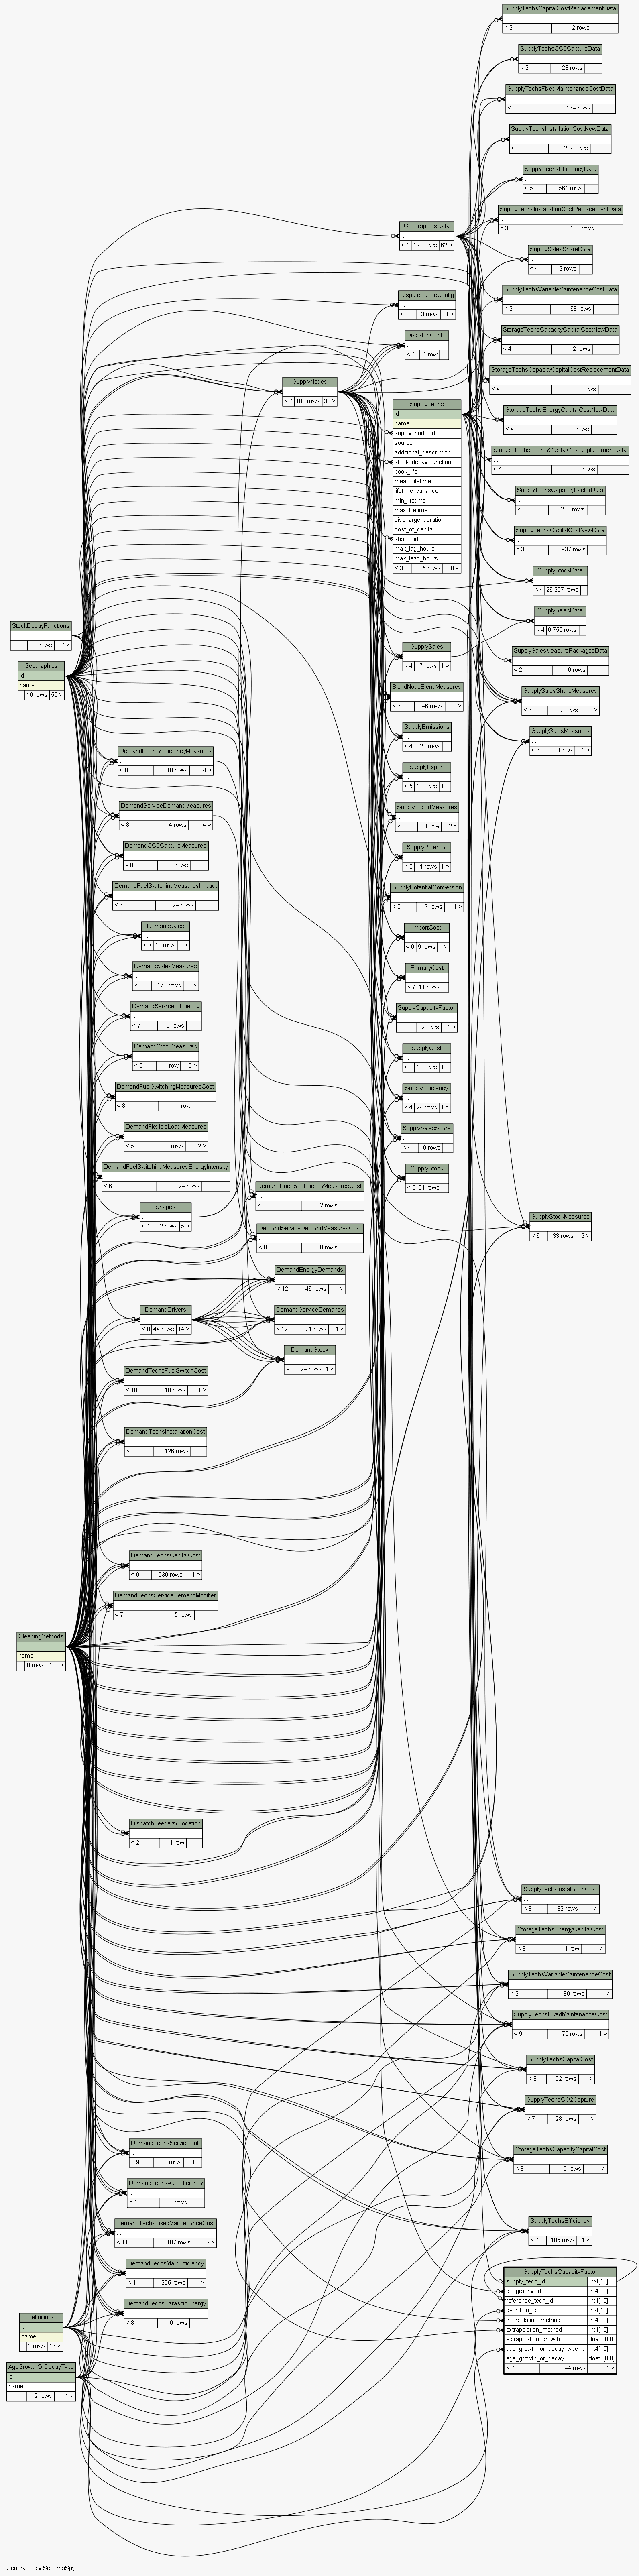 SupplyTechsCapitalCostReplacementData
...
< 3 2 rows
SupplyTechsCO2CaptureData
...
< 2 28 rows
SupplyTechsFixedMaintenanceCostData
...
< 3 174 rows
SupplyTechsInstallationCostNewData
...
< 3 209 rows
SupplyTechsEfficiencyData
...
< 5 4,561 rows
SupplyTechsInstallationCostReplacementData
...
< 3 180 rows
GeographiesData
...
< 1 128 rows 62 >
SupplySalesShareData
...
< 4 9 rows
SupplyTechsVariableMaintenanceCostData
...
< 3 88 rows
DispatchNodeConfig
...
< 3 3 rows 1 >
StorageTechsCapacityCapitalCostNewData
...
< 4 2 rows
DispatchConfig
...
< 4 1 row
StorageTechsCapacityCapitalCostReplacementData
...
< 4 0 rows
SupplyNodes
...
< 7 101 rows 38 >
StorageTechsEnergyCapitalCostNewData
...
< 4 9 rows
SupplyTechs
id
name
supply_node_id
source
additional_description
stock_decay_function_id
book_life
mean_lifetime
lifetime_variance
min_lifetime
max_lifetime
discharge_duration
cost_of_capital
shape_id
max_lag_hours
max_lead_hours
< 3 105 rows 30 >
StorageTechsEnergyCapitalCostReplacementData
...
< 4 0 rows
SupplyTechsCapacityFactorData
...
< 3 240 rows
SupplyTechsCapitalCostNewData
...
< 3 937 rows
SupplyStockData
...
< 4 26,327 rows
SupplySalesData
...
< 4 6,750 rows
StockDecayFunctions
...
3 rows 7 >
Geographies
id
name
10 rows 56 >
SupplySales
...
< 4 17 rows 1 >
SupplySalesMeasurePackagesData
...
< 2 0 rows
BlendNodeBlendMeasures
...
< 6 46 rows 2 >
SupplySalesShareMeasures
...
< 7 12 rows 2 >
SupplyEmissions
...
< 4 24 rows
SupplySalesMeasures
...
< 6 1 row 1 >
DemandEnergyEfficiencyMeasures
...
< 8 18 rows 4 >
SupplyExport
...
< 5 11 rows 1 >
DemandServiceDemandMeasures
...
< 8 4 rows 4 >
SupplyExportMeasures
...
< 5 1 row 2 >
DemandCO2CaptureMeasures
...
< 8 0 rows
SupplyPotential
...
< 5 14 rows 1 >
DemandFuelSwitchingMeasuresImpact
...
< 7 24 rows
SupplyPotentialConversion
...
< 5 7 rows 1 >
DemandSales
...
< 7 10 rows 1 >
ImportCost
...
< 6 9 rows 1 >
DemandSalesMeasures
...
< 8 173 rows 2 >
PrimaryCost
...
< 7 11 rows
DemandServiceEfficiency
...
< 7 2 rows
SupplyCapacityFactor
...
< 4 2 rows 1 >
DemandStockMeasures
...
< 6 1 row 2 >
SupplyCost
...
< 7 11 rows 1 >
DemandFuelSwitchingMeasuresCost
...
< 8 1 row
SupplyEfficiency
...
< 4 29 rows 1 >
DemandFlexibleLoadMeasures
...
< 5 9 rows 2 >
SupplySalesShare
...
< 4 9 rows
DemandFuelSwitchingMeasuresEnergyIntensity
...
< 6 24 rows
SupplyStock
...
< 5 21 rows
DemandEnergyEfficiencyMeasuresCost
...
< 8 2 rows
Shapes
...
< 10 32 rows 5 >
SupplyStockMeasures
...
< 6 33 rows 2 >
DemandServiceDemandMeasuresCost
...
< 8 0 rows
DemandEnergyDemands
...
< 12 46 rows 1 >
DemandDrivers
...
< 8 44 rows 14 >
DemandServiceDemands
...
< 12 21 rows 1 >
DemandStock
...
< 13 24 rows 1 >
DemandTechsFuelSwitchCost
...
< 10 10 rows 1 >
DemandTechsInstallationCost
...
< 9 126 rows
DemandTechsCapitalCost
...
< 9 230 rows 1 >
DemandTechsServiceDemandModifier
...
< 7 5 rows
CleaningMethods
id
name
8 rows 108 >
DispatchFeedersAllocation
...
< 2 1 row
SupplyTechsInstallationCost
...
< 8 33 rows 1 >
StorageTechsEnergyCapitalCost
...
< 8 1 row 1 >
SupplyTechsVariableMaintenanceCost
...
< 9 80 rows 1 >
SupplyTechsFixedMaintenanceCost
...
< 9 75 rows 1 >
SupplyTechsCapitalCost
...
< 8 102 rows 1 >
SupplyTechsCO2Capture
...
< 7 28 rows 1 >
DemandTechsServiceLink
...
< 9 40 rows 1 >
StorageTechsCapacityCapitalCost
...
< 8 2 rows 1 >
DemandTechsAuxEfficiency
...
< 10 6 rows
DemandTechsFixedMaintenanceCost
...
< 11 187 rows 2 >
SupplyTechsEfficiency
...
< 7 105 rows 1 >
DemandTechsMainEfficiency
...
< 11 225 rows 1 >
DemandTechsParasiticEnergy
...
< 8 6 rows
SupplyTechsCapacityFactor
supply_tech_id int4[10]
geography_id int4[10]
reference_tech_id int4[10]
definition_id int4[10]
interpolation_method int4[10]
extrapolation_method int4[10]
extrapolation_growth float4[8,8]
age_growth_or_decay_type_id int4[10]
age_growth_or_decay float4[8,8]
< 7 44 rows 1 >
Definitions
id
name
2 rows 17 >
AgeGrowthOrDecayType
id
name
2 rows 11 >
Generated by SchemaSpy